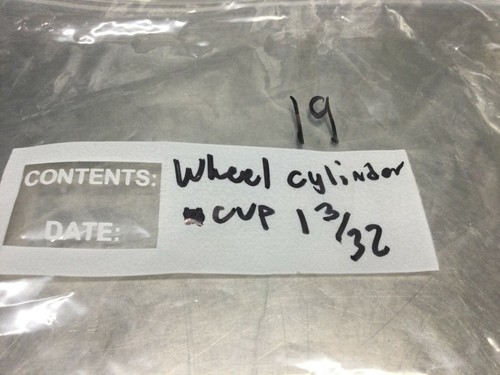 19
CONTENTS: Wheel cylinder
DATE: CUP 1 3/32